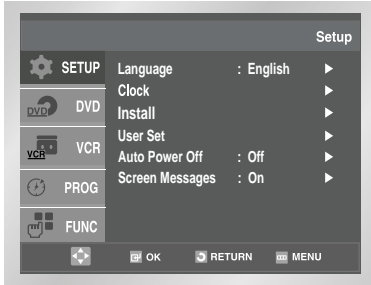 Setup
SETUP
Language : English
Clock
DVD DVD
Install
User Set
VCR VCR
Auto Power Off : Off
Screen Messages : On
PROG
FUNC
OK RETURN MENU